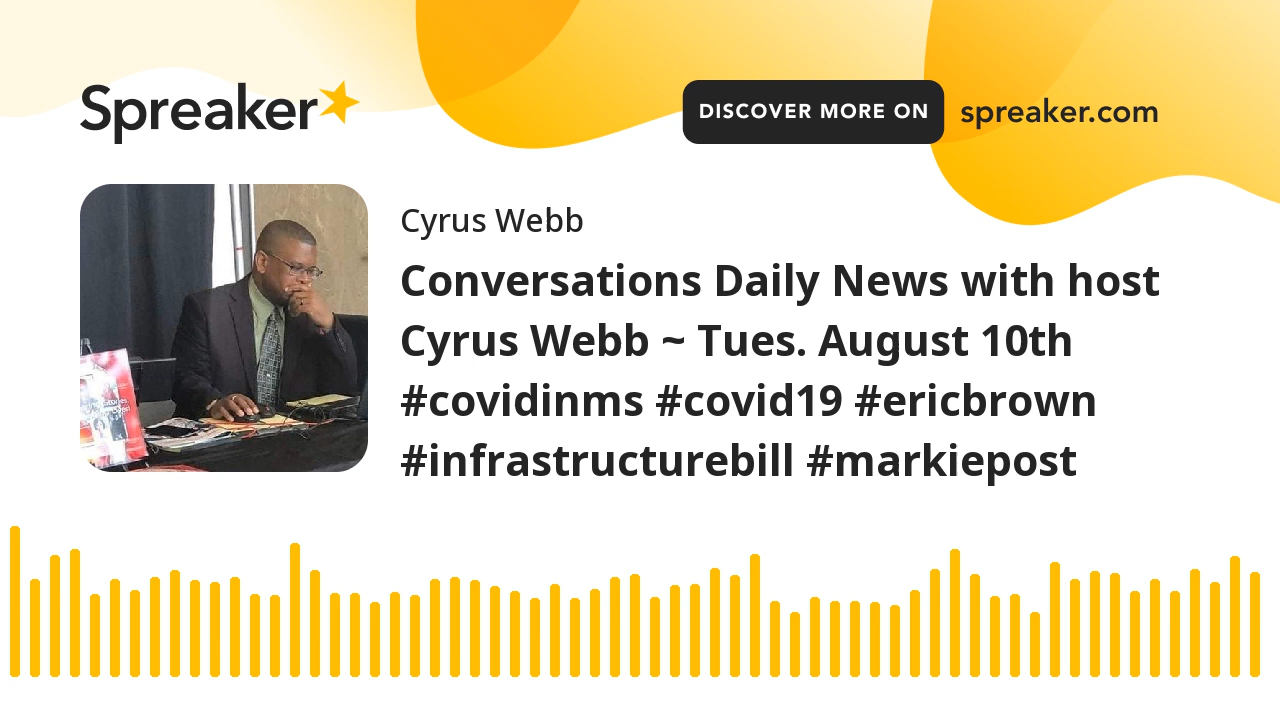 Spreaker
DISCOVER MORE ON
spreaker.com
Cyrus Webb
Conversations Daily News with host
Cyrus Webb ~ Tues. August 10th
#covidinms #covid19 #ericbrown
#infrastructurebill #markiepost